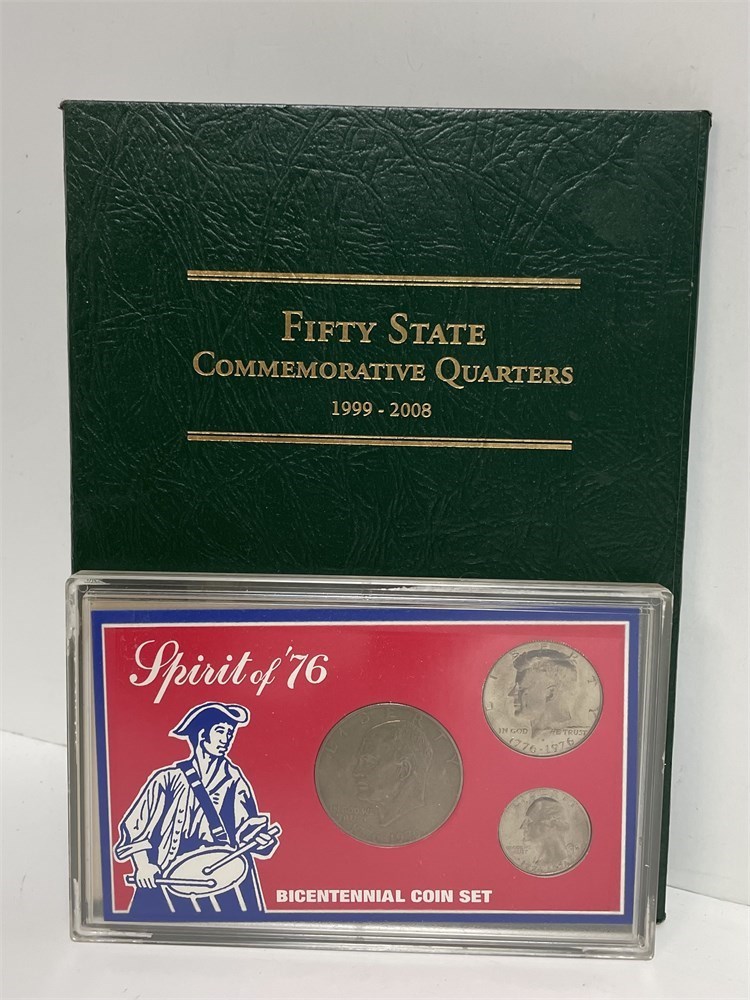 FIFTY STATE
COMMEMORATIVE QUARTERS
1999 - 2008
Spirit of '76
LIBERTY
IN GOD WE TRUST
1776-1976
LIBERTY
BICENTENNIAL COIN SET